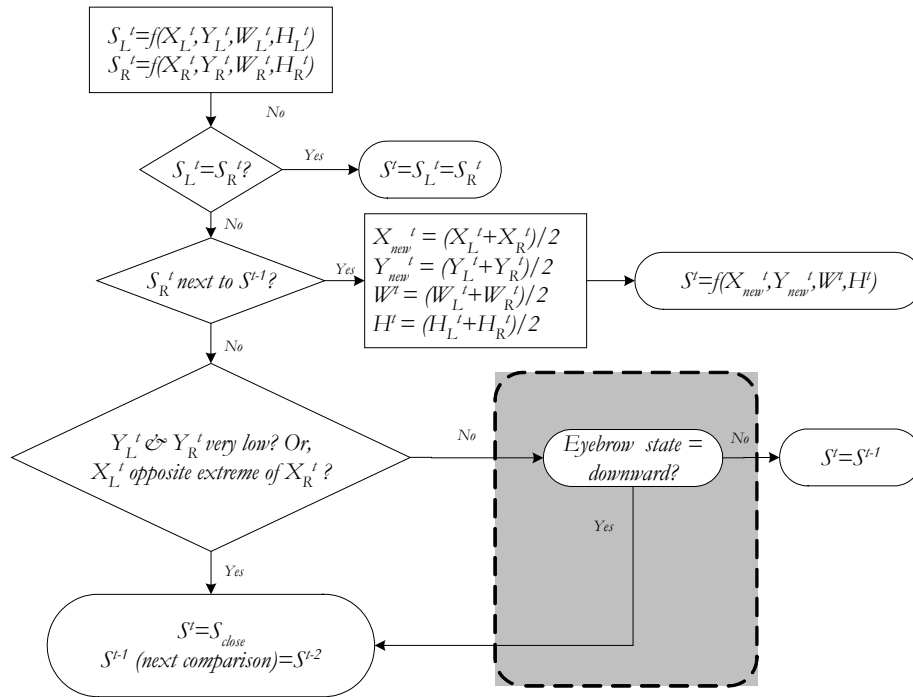 S_L^t=f(X_L^t,Y_L^t,W_L^t,H_L^t)
S_R^t=f(X_R^t,Y_R^t,W_R^t,H_R^t)
No
S_L^t=S_R^t?
Yes
S^t=S_L^t=S_R^t
No
S_R^t next to S^{t-1}?
Yes
X_new^t = (X_L^t+X_R^t)/2
Y_new^t = (Y_L^t+Y_R^t)/2
W^t = (W_L^t+W_R^t)/2
H^t = (H_L^t+H_R^t)/2
S^t=f(X_new^t,Y_new^t,W^t,H^t)
No
Y_L^t & Y_R^t very low? Or,
X_L^t opposite extreme of X_R^t ?
No
Eyebrow state =
downward?
No
S^t=S^{t-1}
Yes
Yes
S^t=S_close
S^{t-1} (next comparison)=S^{t-2}